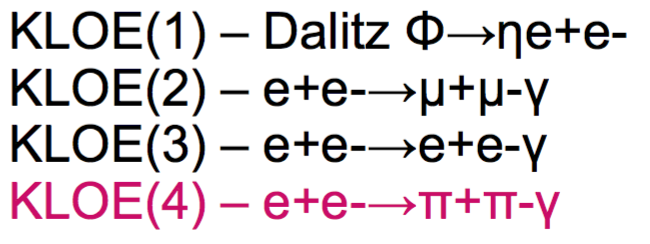 KLOE(1) – Dalitz Φ→ηe+e-
KLOE(2) – e+e-→μ+μ-γ
KLOE(3) – e+e-→e+e-γ
KLOE(4) – e+e-→π+π-γ